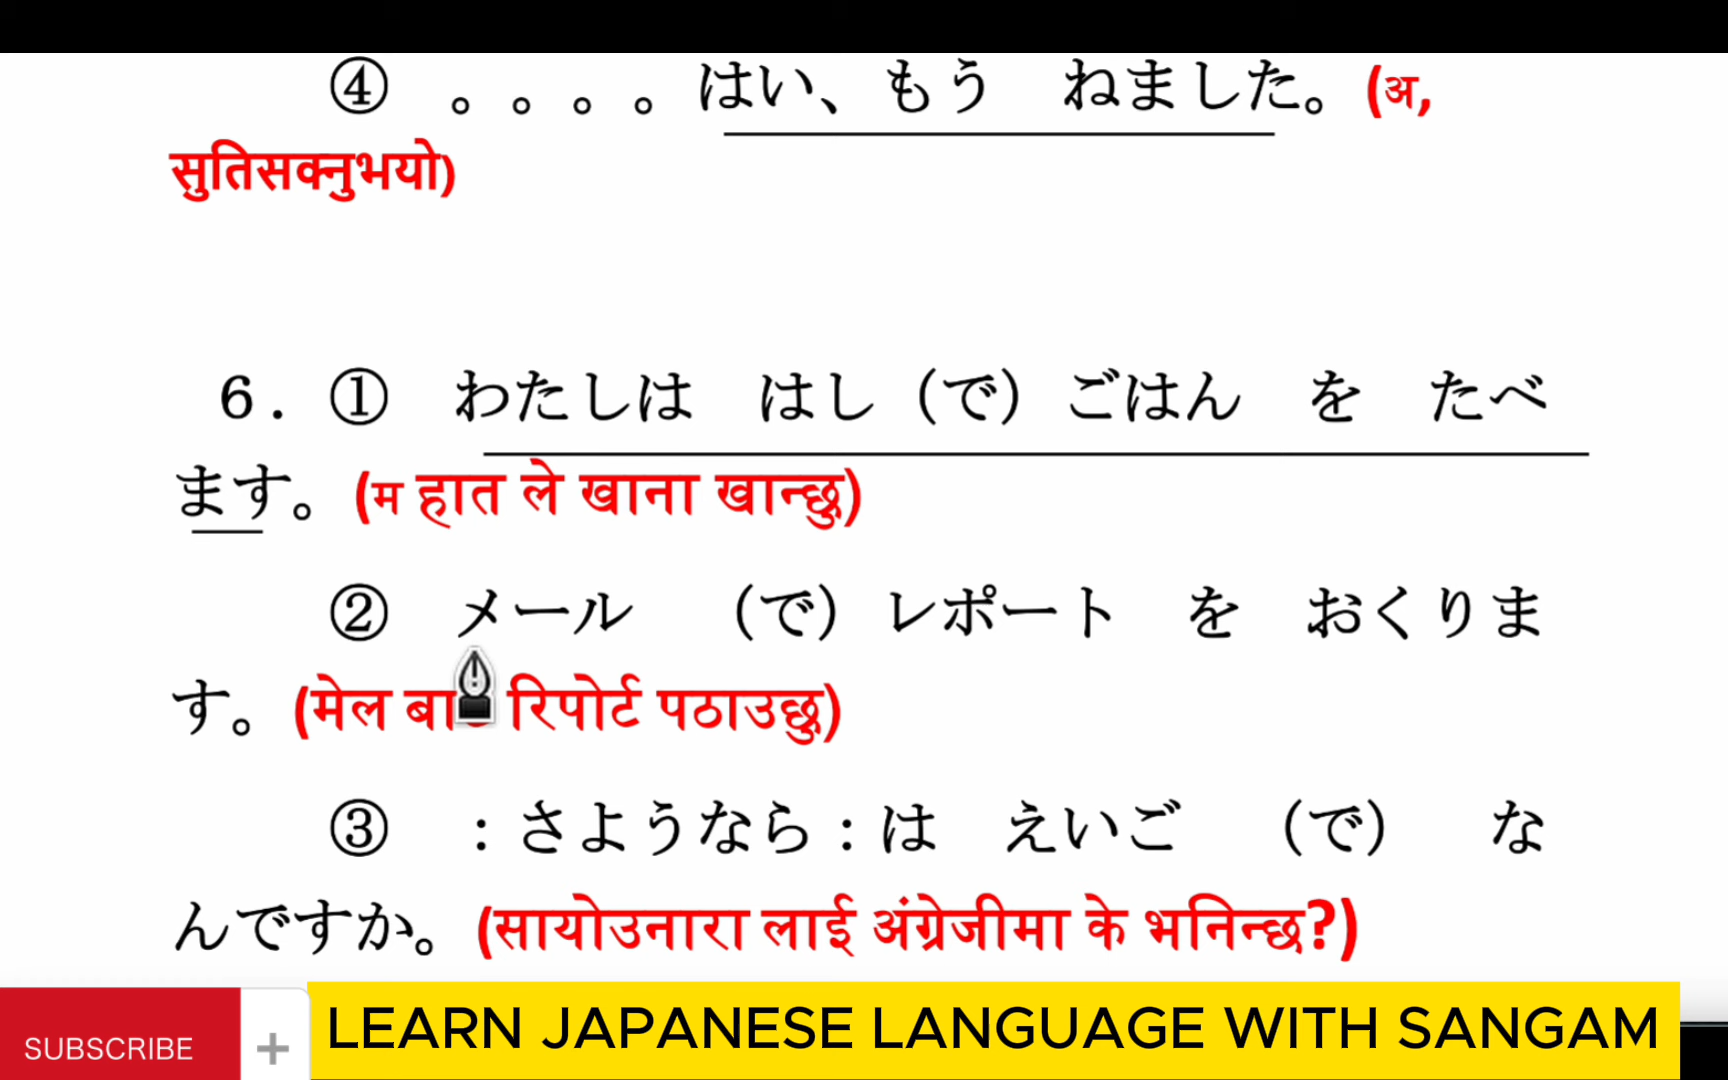 ④ 。。。。はい、もう ねました。(अ,
सुतिसक्नुभयो)
6. ① わたしは はし (で) ごはん を たべ
ます。(म हात ले खाना खान्छु)
② メール (で) レポート を おくりま
す。(मेल रिपोर्ट पठाउछु)
③ :さようなら:は えいご (で) な
んですか。(सायोउनारा लाई अंग्रेजीमा के भनिन्छ?)
SUBSCRIBE +
LEARN JAPANESE LANGUAGE WITH SANGAM